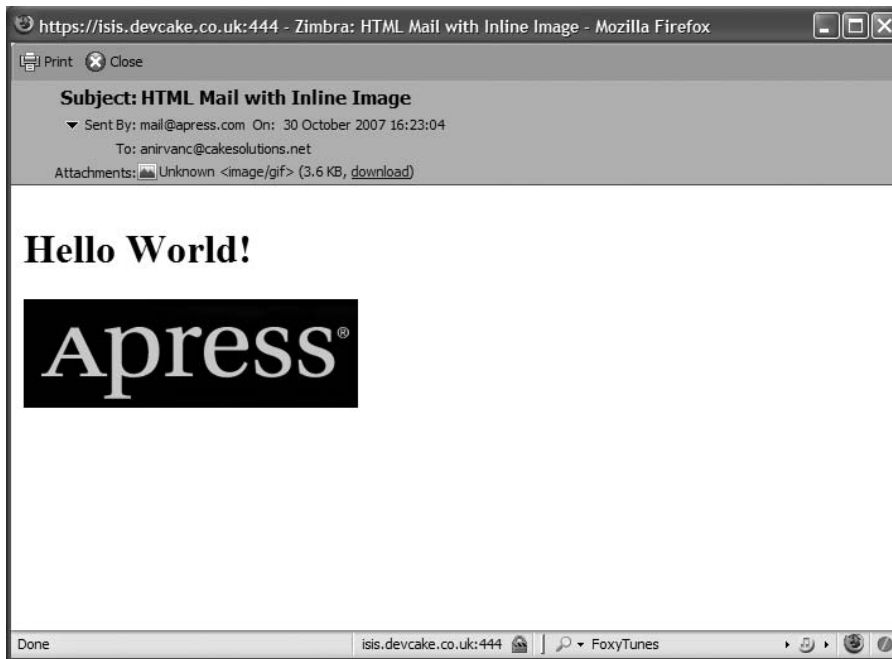 https://isis.devcake.co.uk:444 - Zimbra: HTML Mail with Inline Image - Mozilla Firefox
Print Close
Subject: HTML Mail with Inline Image
Sent By: mail@apress.com On: 30 October 2007 16:23:04
To: anirvanc@cakesolutions.net
Attachments: Unknown <image/gif> (3.6 KB, download)
Hello World!
Apress®
Done isis.devcake.co.uk:444 FoxyTunes